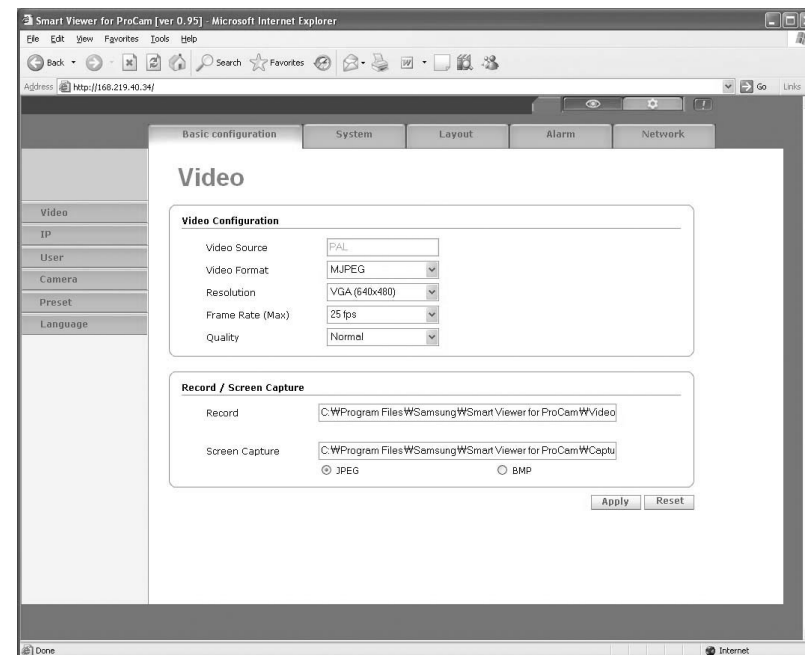 Smart Viewer for ProCam [ver 0.95] - Microsoft Internet Explorer
File Edit View Favorites Tools Help
Back Search Favorites
Address http://168.219.40.34/ Go Links
Basic configuration System Layout Alarm Network
Video
Video
IP
User
Camera
Preset
Language
Video Configuration
Video Source PAL
Video Format MJPEG
Resolution VGA (640x480)
Frame Rate (Max) 25 fps
Quality Normal
Record / Screen Capture
Record C:₩Program Files₩Samsung₩Smart Viewer for ProCam₩Video
Screen Capture C:₩Program Files₩Samsung₩Smart Viewer for ProCam₩Captu
JPEG BMP
Apply Reset
Done Internet